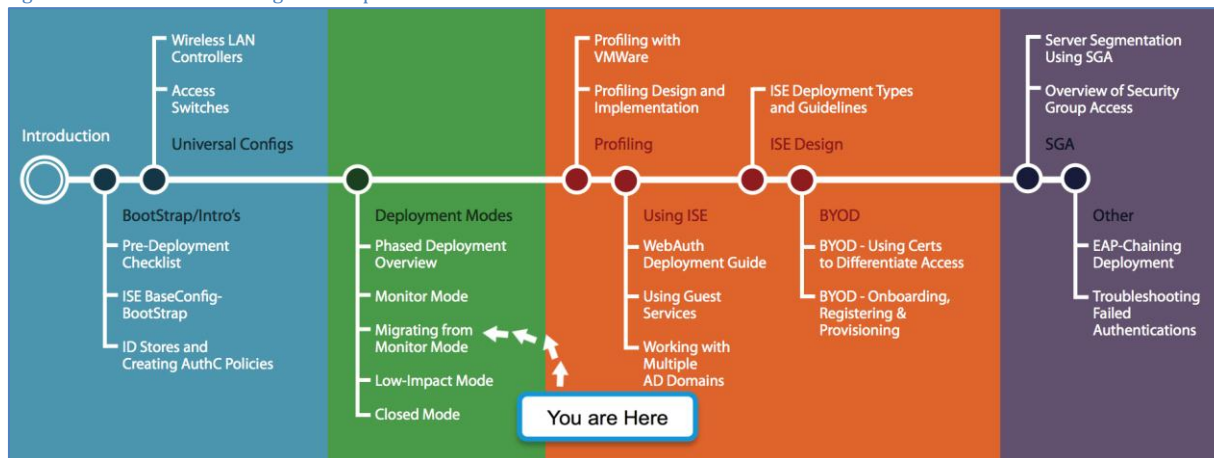 Wireless LAN
Controllers
Access
Switches
Introduction
Universal Configs
BootStrap/Intro's
Pre-Deployment
Checklist
ISE BaseConfig-
BootStrap
ID Stores and
Creating AuthC Policies
Deployment Modes
Phased Deployment
Overview
Monitor Mode
Migrating from
Monitor Mode
Low-Impact Mode
Closed Mode
You are Here
Profiling with
VMWare
Profiling Design and
Implementation
Profiling
Using ISE
WebAuth
Deployment Guide
Using Guest
Services
Working with
Multiple
AD Domains
ISE Deployment Types
and Guidelines
ISE Design
BYOD
BYOD - Using Certs
to Differentiate Access
BYOD - Onboarding,
Registering &
Provisioning
Server Segmentation
Using SGA
Overview of Security
Group Access
SGA
Other
EAP-Chaining
Deployment
Troubleshooting
Failed
Authentications